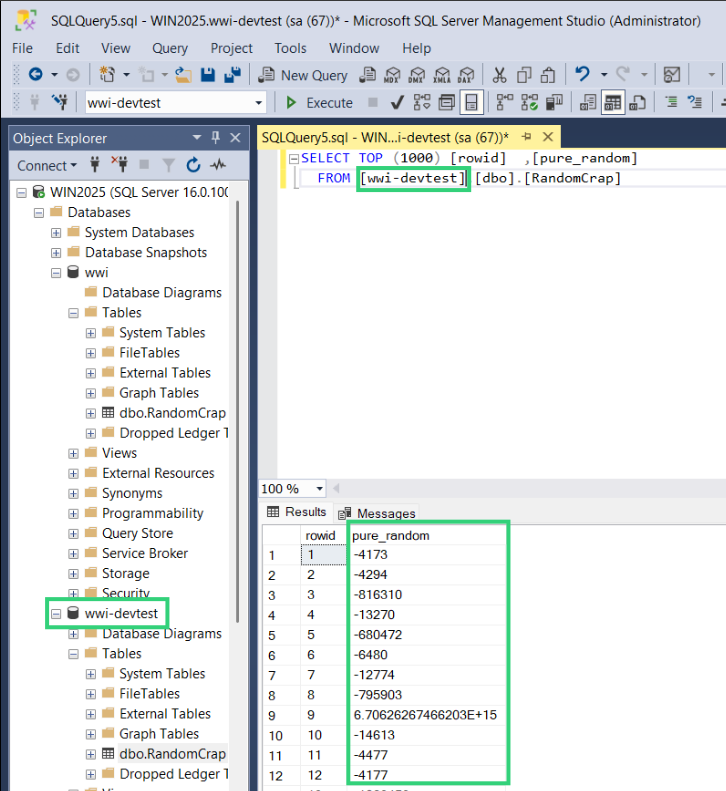 SQLQuery5.sql - WIN2025.wwi-devtest (sa (67))* - Microsoft SQL Server Management Studio (Administrator)
File Edit View Query Project Tools Window Help
New Query MDX DMX XMLA DAX
wwi-devtest Execute
Object Explorer
Connect
WIN2025 (SQL Server 16.0.100
Databases
System Databases
Database Snapshots
wwi
Database Diagrams
Tables
System Tables
FileTables
External Tables
Graph Tables
dbo.RandomCrap
Dropped Ledger T
Views
External Resources
Synonyms
Programmability
Query Store
Service Broker
Storage
Security
wwi-devtest
Database Diagrams
Tables
System Tables
FileTables
External Tables
Graph Tables
dbo.RandomCrap
Dropped Ledger T
SQLQuery5.sql - WIN...i-devtest (sa (67))*
SELECT TOP (1000) [rowid] ,[pure_random]
FROM [wwi-devtest] [dbo].[RandomCrap]
100 %
Results Messages
rowid pure_random
1 1 -4173
2 2 -4294
3 3 -816310
4 4 -13270
5 5 -680472
6 6 -6480
7 7 -12774
8 8 -795903
9 9 6.70626267466203E+15
10 10 -14613
11 11 -4477
12 12 -4177